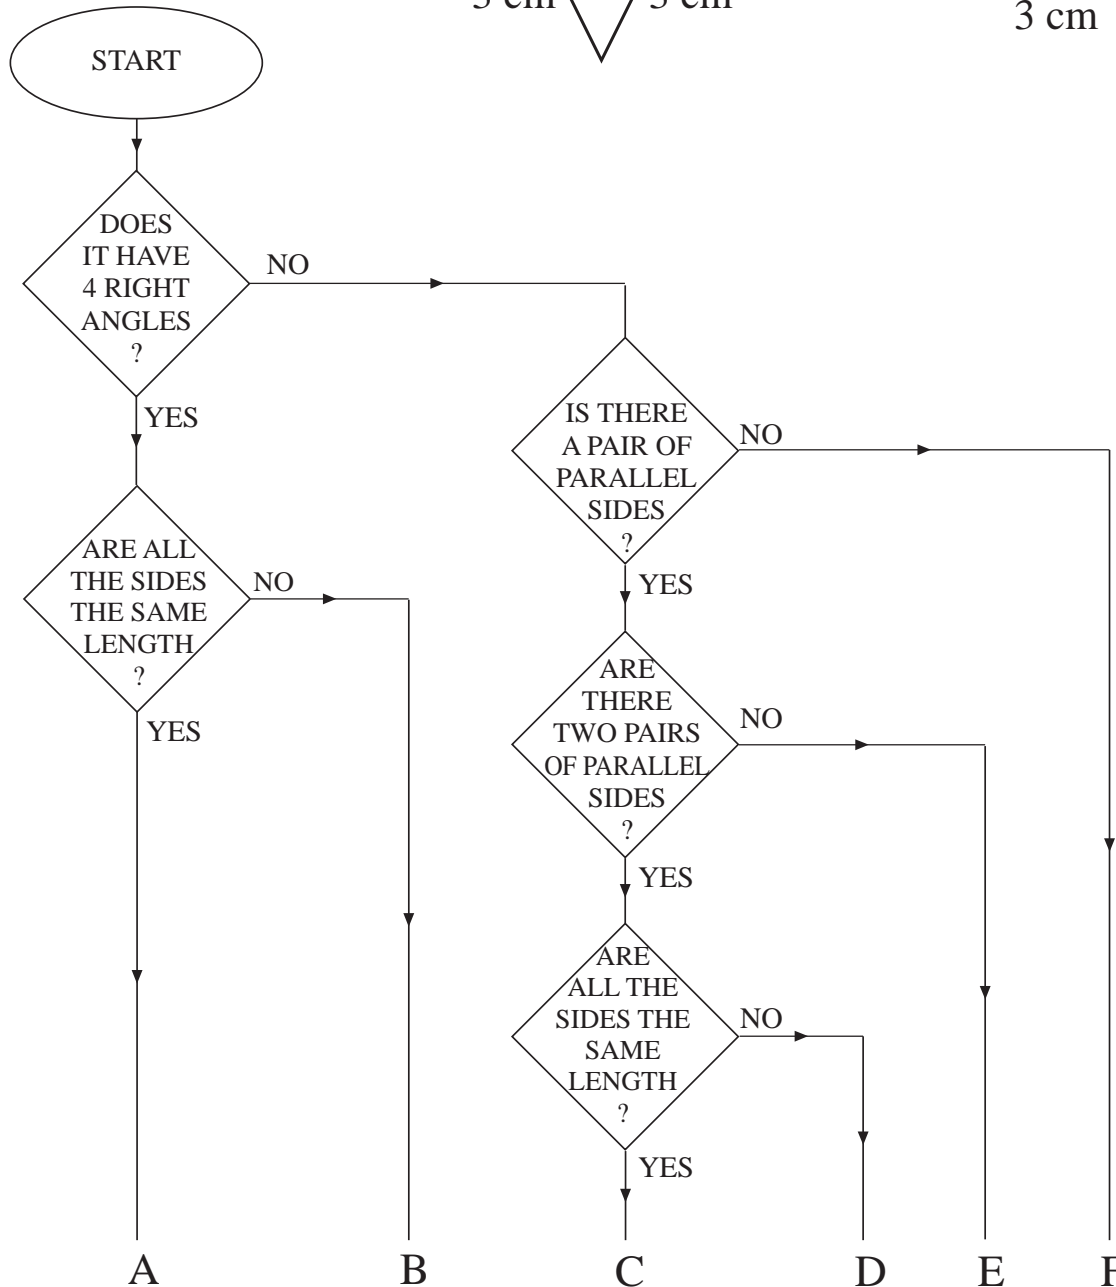 3 cm
3 cm
3 cm
START
DOES
IT HAVE
4 RIGHT
ANGLES
?
NO
YES
IS THERE
A PAIR OF
PARALLEL
SIDES
?
NO
YES
ARE ALL
THE SIDES
THE SAME
LENGTH
?
NO
YES
ARE
THERE
TWO PAIRS
OF PARALLEL
SIDES
?
NO
YES
ARE
ALL THE
SIDES THE
SAME
LENGTH
?
NO
YES
A
B
C
D
E
F